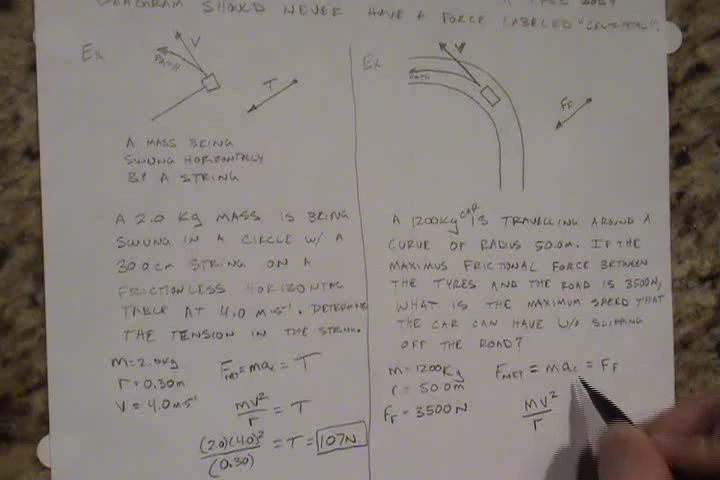 DIAGRAM SHOULD NEVER HAVE A FORCE LABELED "CENTRIPETAL".
Ex
V
PATH
T
A MASS BEING
SWUNG HORIZONTALLY
BY A STRING
A 2.0 Kg MASS IS BEING
SWUNG IN A CIRCLE W/ A
30.0cm STRING ON A
FRICTIONLESS HORIZONTAL
TABLE AT 4.0 ms⁻¹. DETERMINE
THE TENSION IN THE STRING.
M=2.0Kg
r=0.30m
V=4.0ms⁻¹
F_NET = mac = T
mv²/r = T
(2.0)(4.0)²/(0.30) = T = 107N
Ex
V
PATH
Ff
A 1200Kg CAR IS TRAVELLING AROUND A
CURVE OF RADIUS 50.0m. IF THE
MAXIMUM FRICTIONAL FORCE BETWEEN
THE TYRES AND THE ROAD IS 3500N,
WHAT IS THE MAXIMUM SPEED THAT
THE CAR CAN HAVE W/O SLIPPING
OFF THE ROAD?
M=1200Kg
r=50.0m
Ff=3500N
F_NET = mac = Ff
mv²/r